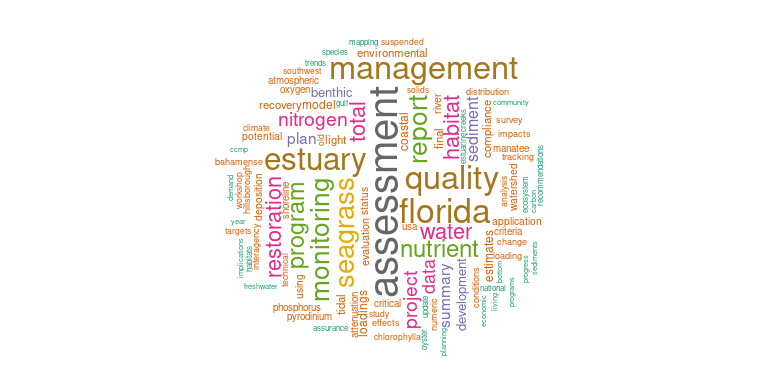 mapping suspended
species environmental
trends management
southwest
atmospheric
oxygen benthic solids distribution
recovery model gulf assessment report river habitat sediment community
nitrogen total coastal compliance survey
climate
potential plan light final estuarine creeks impacts
ccmp estuary manatee
bahamense tracking
demand workshop hillsborough deposition restoration program monitoring seagrass quality analysis watershed ecosystem carbon recommendations
shoreline evaluation status florida
year usa water application
targets criteria
implications habitats interagency nutrient estimates change
technical loading
freshwater using project data summary development conditions bottom progress sediments
national
phosphorus tidal attenuation loadings critical update numeric economic living programs
pyrodinium study
assurance effects
chlorophylla oyster planning